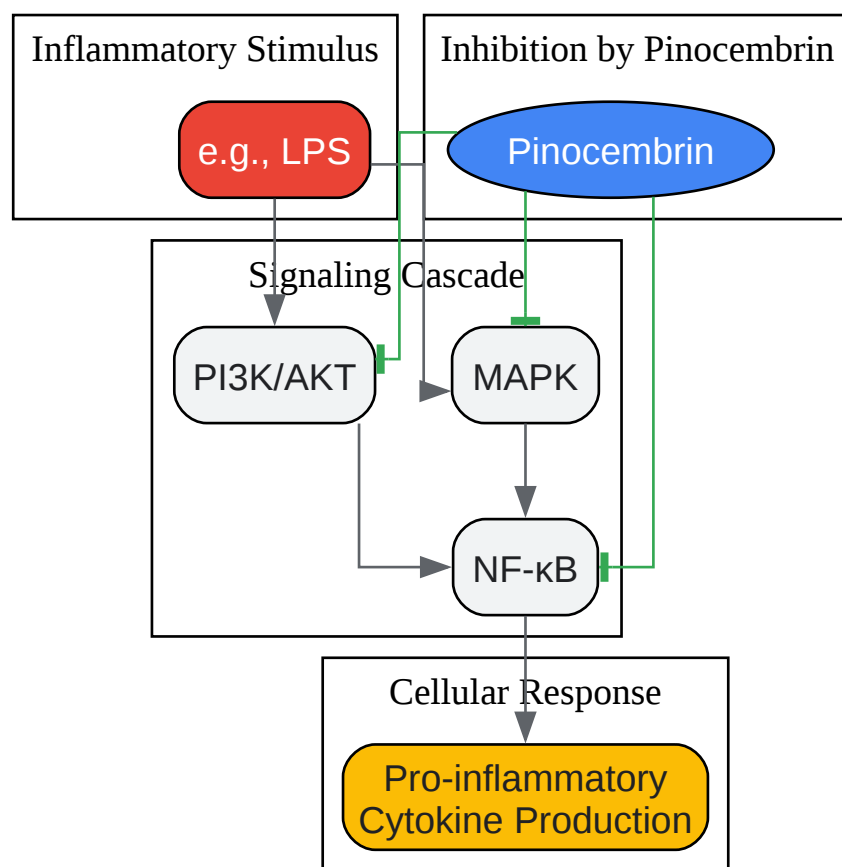 Inflammatory Stimulus
Inhibition by Pinocembrin
e.g., LPS
Pinocembrin
Signaling Cascade
PI3K/AKT
MAPK
NF-κB
Cellular Response
Pro-inflammatory
Cytokine Production